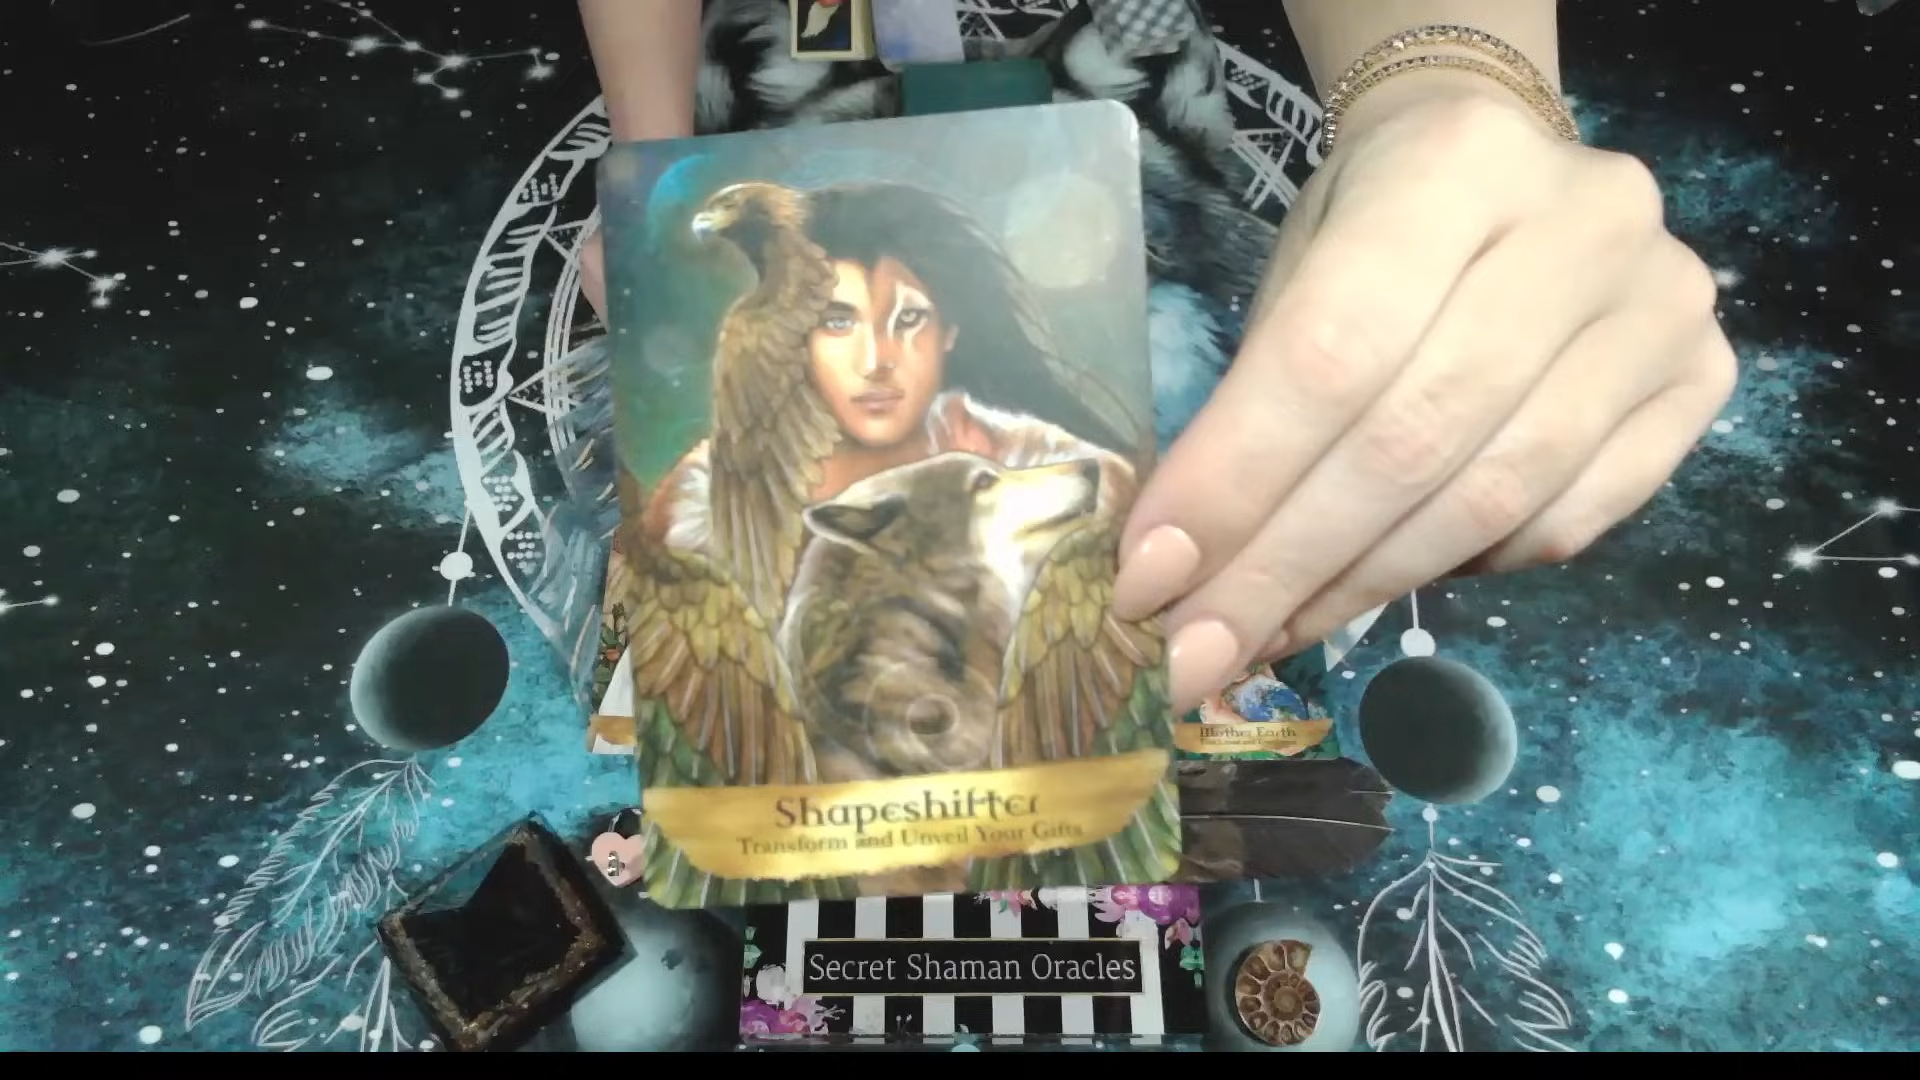 Shapeshifter
Transform and Unveil Your Gifts
Mother Earth
Secret Shaman Oracles